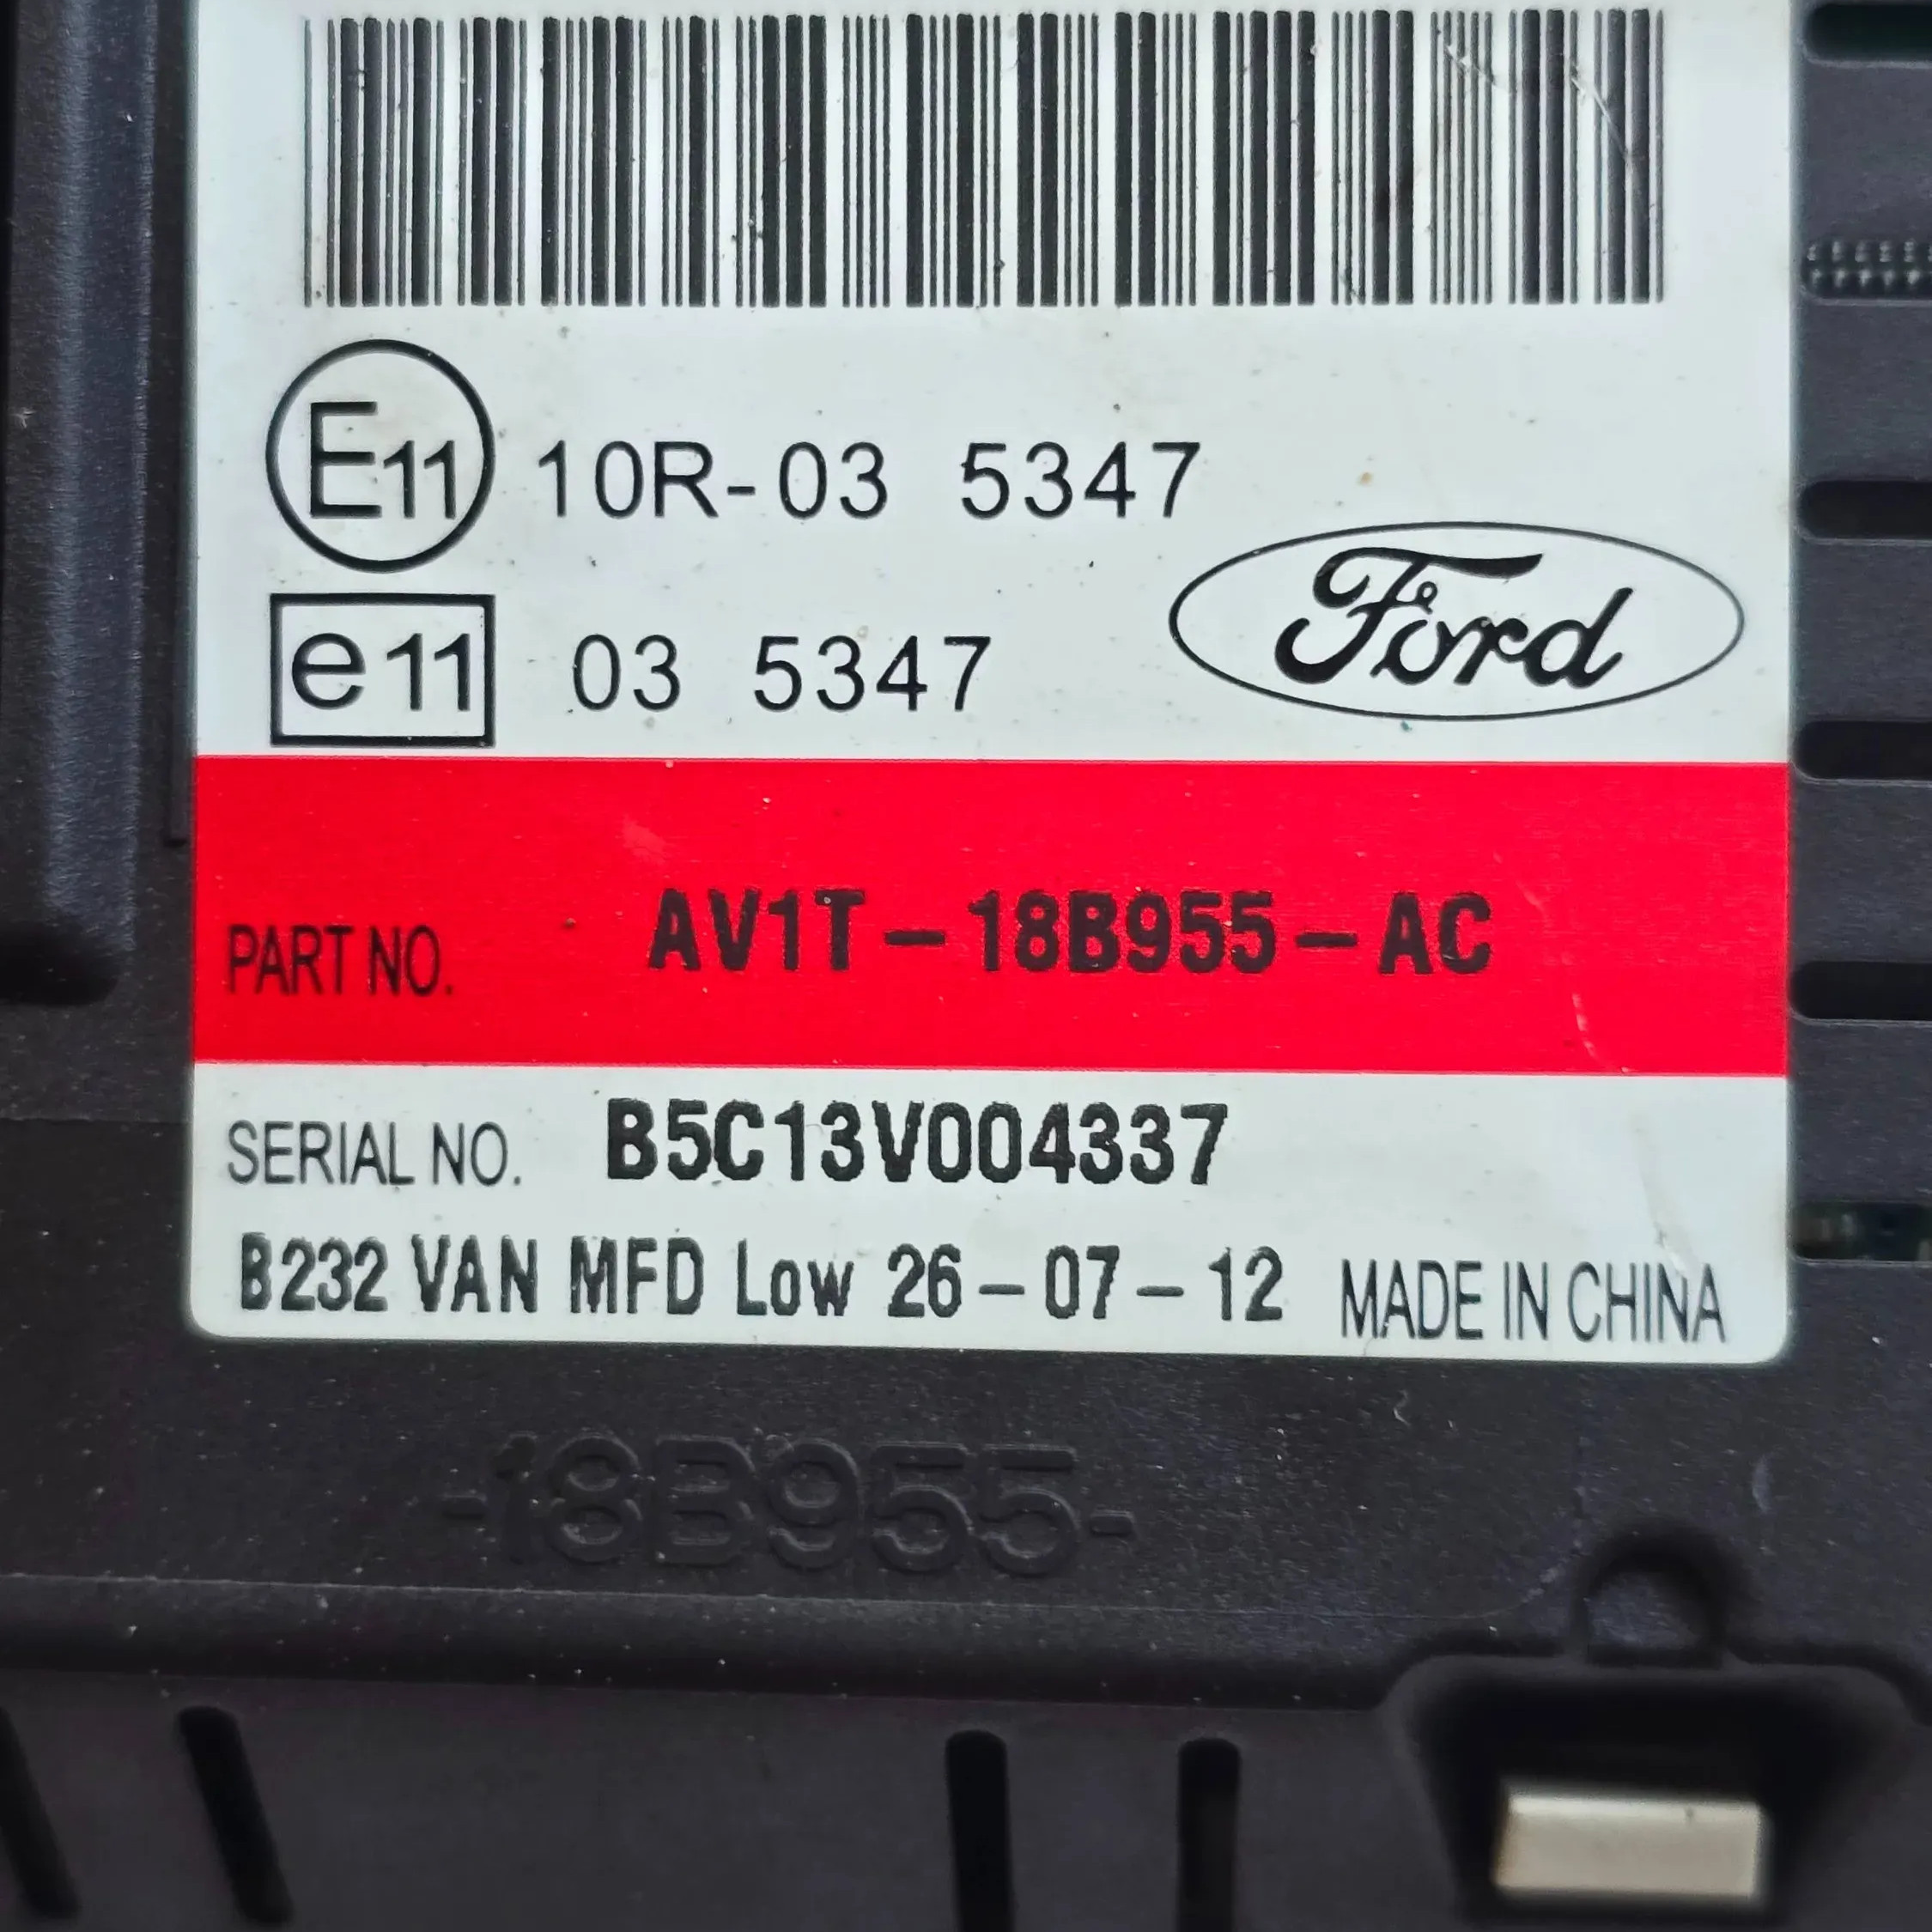 E11 10R-03 5347
Ford
e11 03 5347
PART NO. AV1T-18B955-AC
SERIAL NO. B5C13V004337
B232 VAN MFD Low 26-07-12 MADE IN CHINA
-18B955-